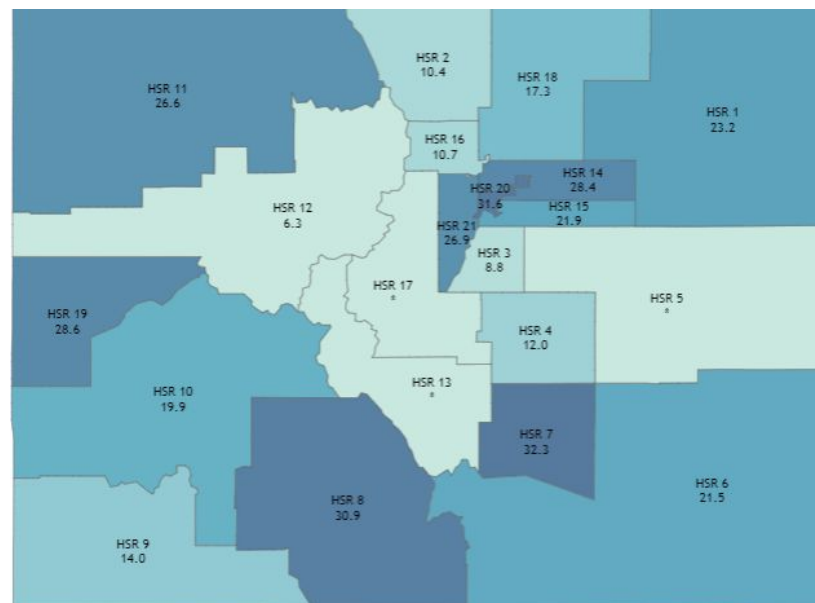 HSR 2
10.4
HSR 18
17.3
HSR 11
26.6
HSR 1
23.2
HSR 16
10.7
HSR 14
28.4
HSR 20
31.6
HSR 12
6.3
HSR 15
21.9
HSR 21
26.9
HSR 3
8.8
HSR 17
HSR 5
HSR 19
28.6
HSR 4
12.0
HSR 13
HSR 10
19.9
HSR 7
32.3
HSR 6
21.5
HSR 8
30.9
HSR 9
14.0